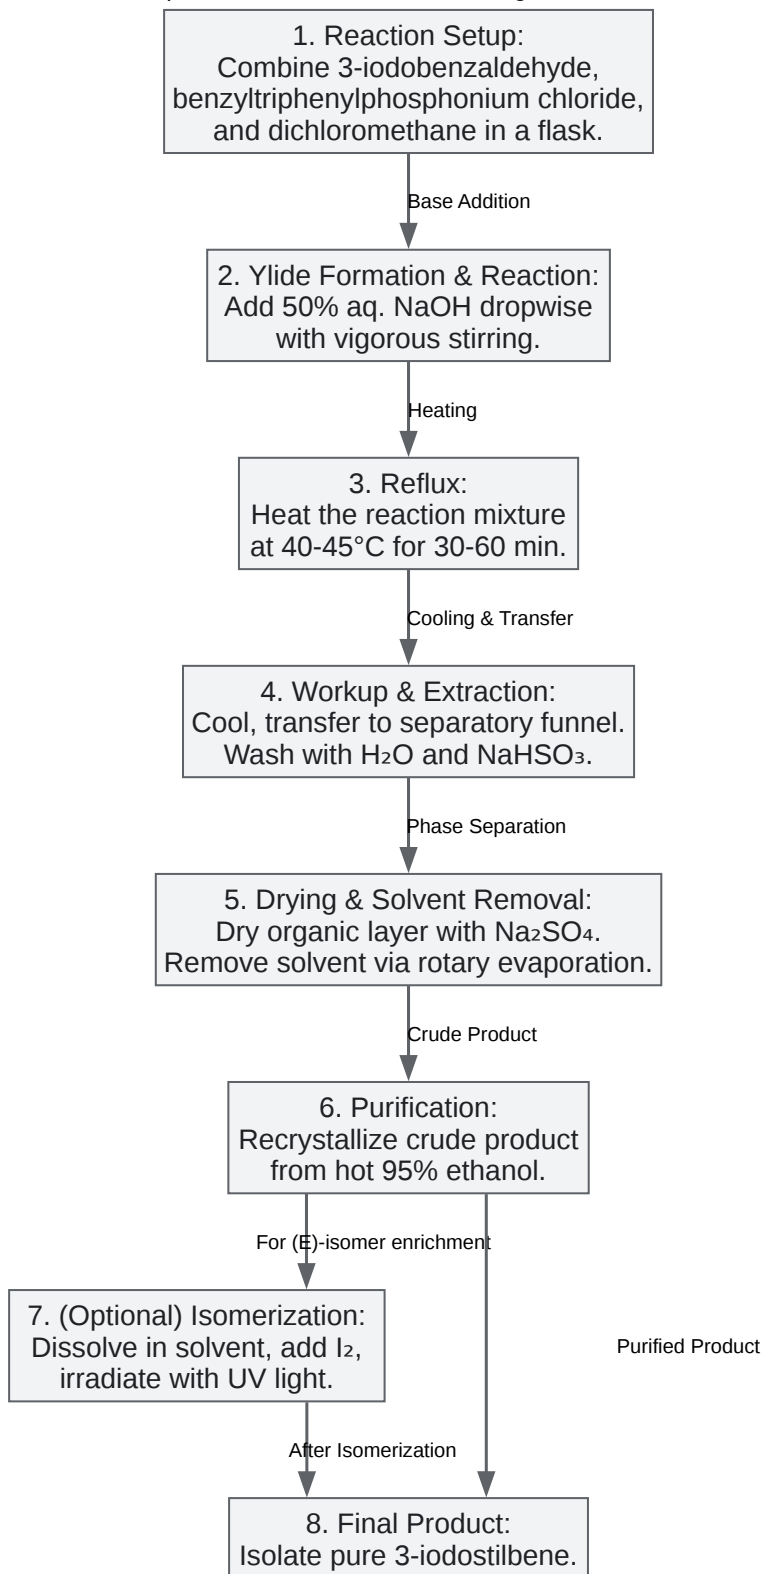 1. Reaction Setup:
Combine 3-iodobenzaldehyde,
benzyltriphenylphosphonium chloride,
and dichloromethane in a flask.
Base Addition
2. Ylide Formation & Reaction:
Add 50% aq. NaOH dropwise
with vigorous stirring.
Heating
3. Reflux:
Heat the reaction mixture
at 40-45°C for 30-60 min.
Cooling & Transfer
4. Workup & Extraction:
Cool, transfer to separatory funnel.
Wash with H₂O and NaHSO₃.
Phase Separation
5. Drying & Solvent Removal:
Dry organic layer with Na₂SO₄.
Remove solvent via rotary evaporation.
Crude Product
6. Purification:
Recrystallize crude product
from hot 95% ethanol.
For (E)-isomer enrichment
7. (Optional) Isomerization:
Dissolve in solvent, add I₂,
irradiate with UV light.
Purified Product
After Isomerization
8. Final Product:
Isolate pure 3-iodostilbene.